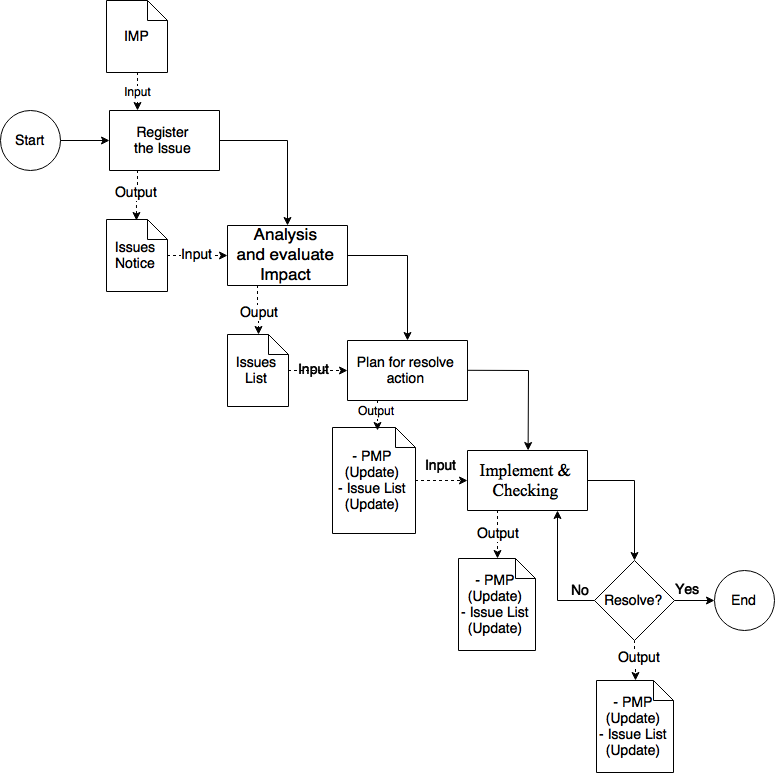 IMP
Input
Start
Register
the Issue
Output
Issues
Notice
Input
Analysis
and evaluate
Impact
Ouput
Issues
List
Input
Plan for resolve
action
Output
- PMP
(Update)
- Issue List
(Update)
Input
Implement &
Checking
Output
- PMP
(Update)
- Issue List
(Update)
No
Resolve?
Yes
End
Output
- PMP
(Update)
- Issue List
(Update)